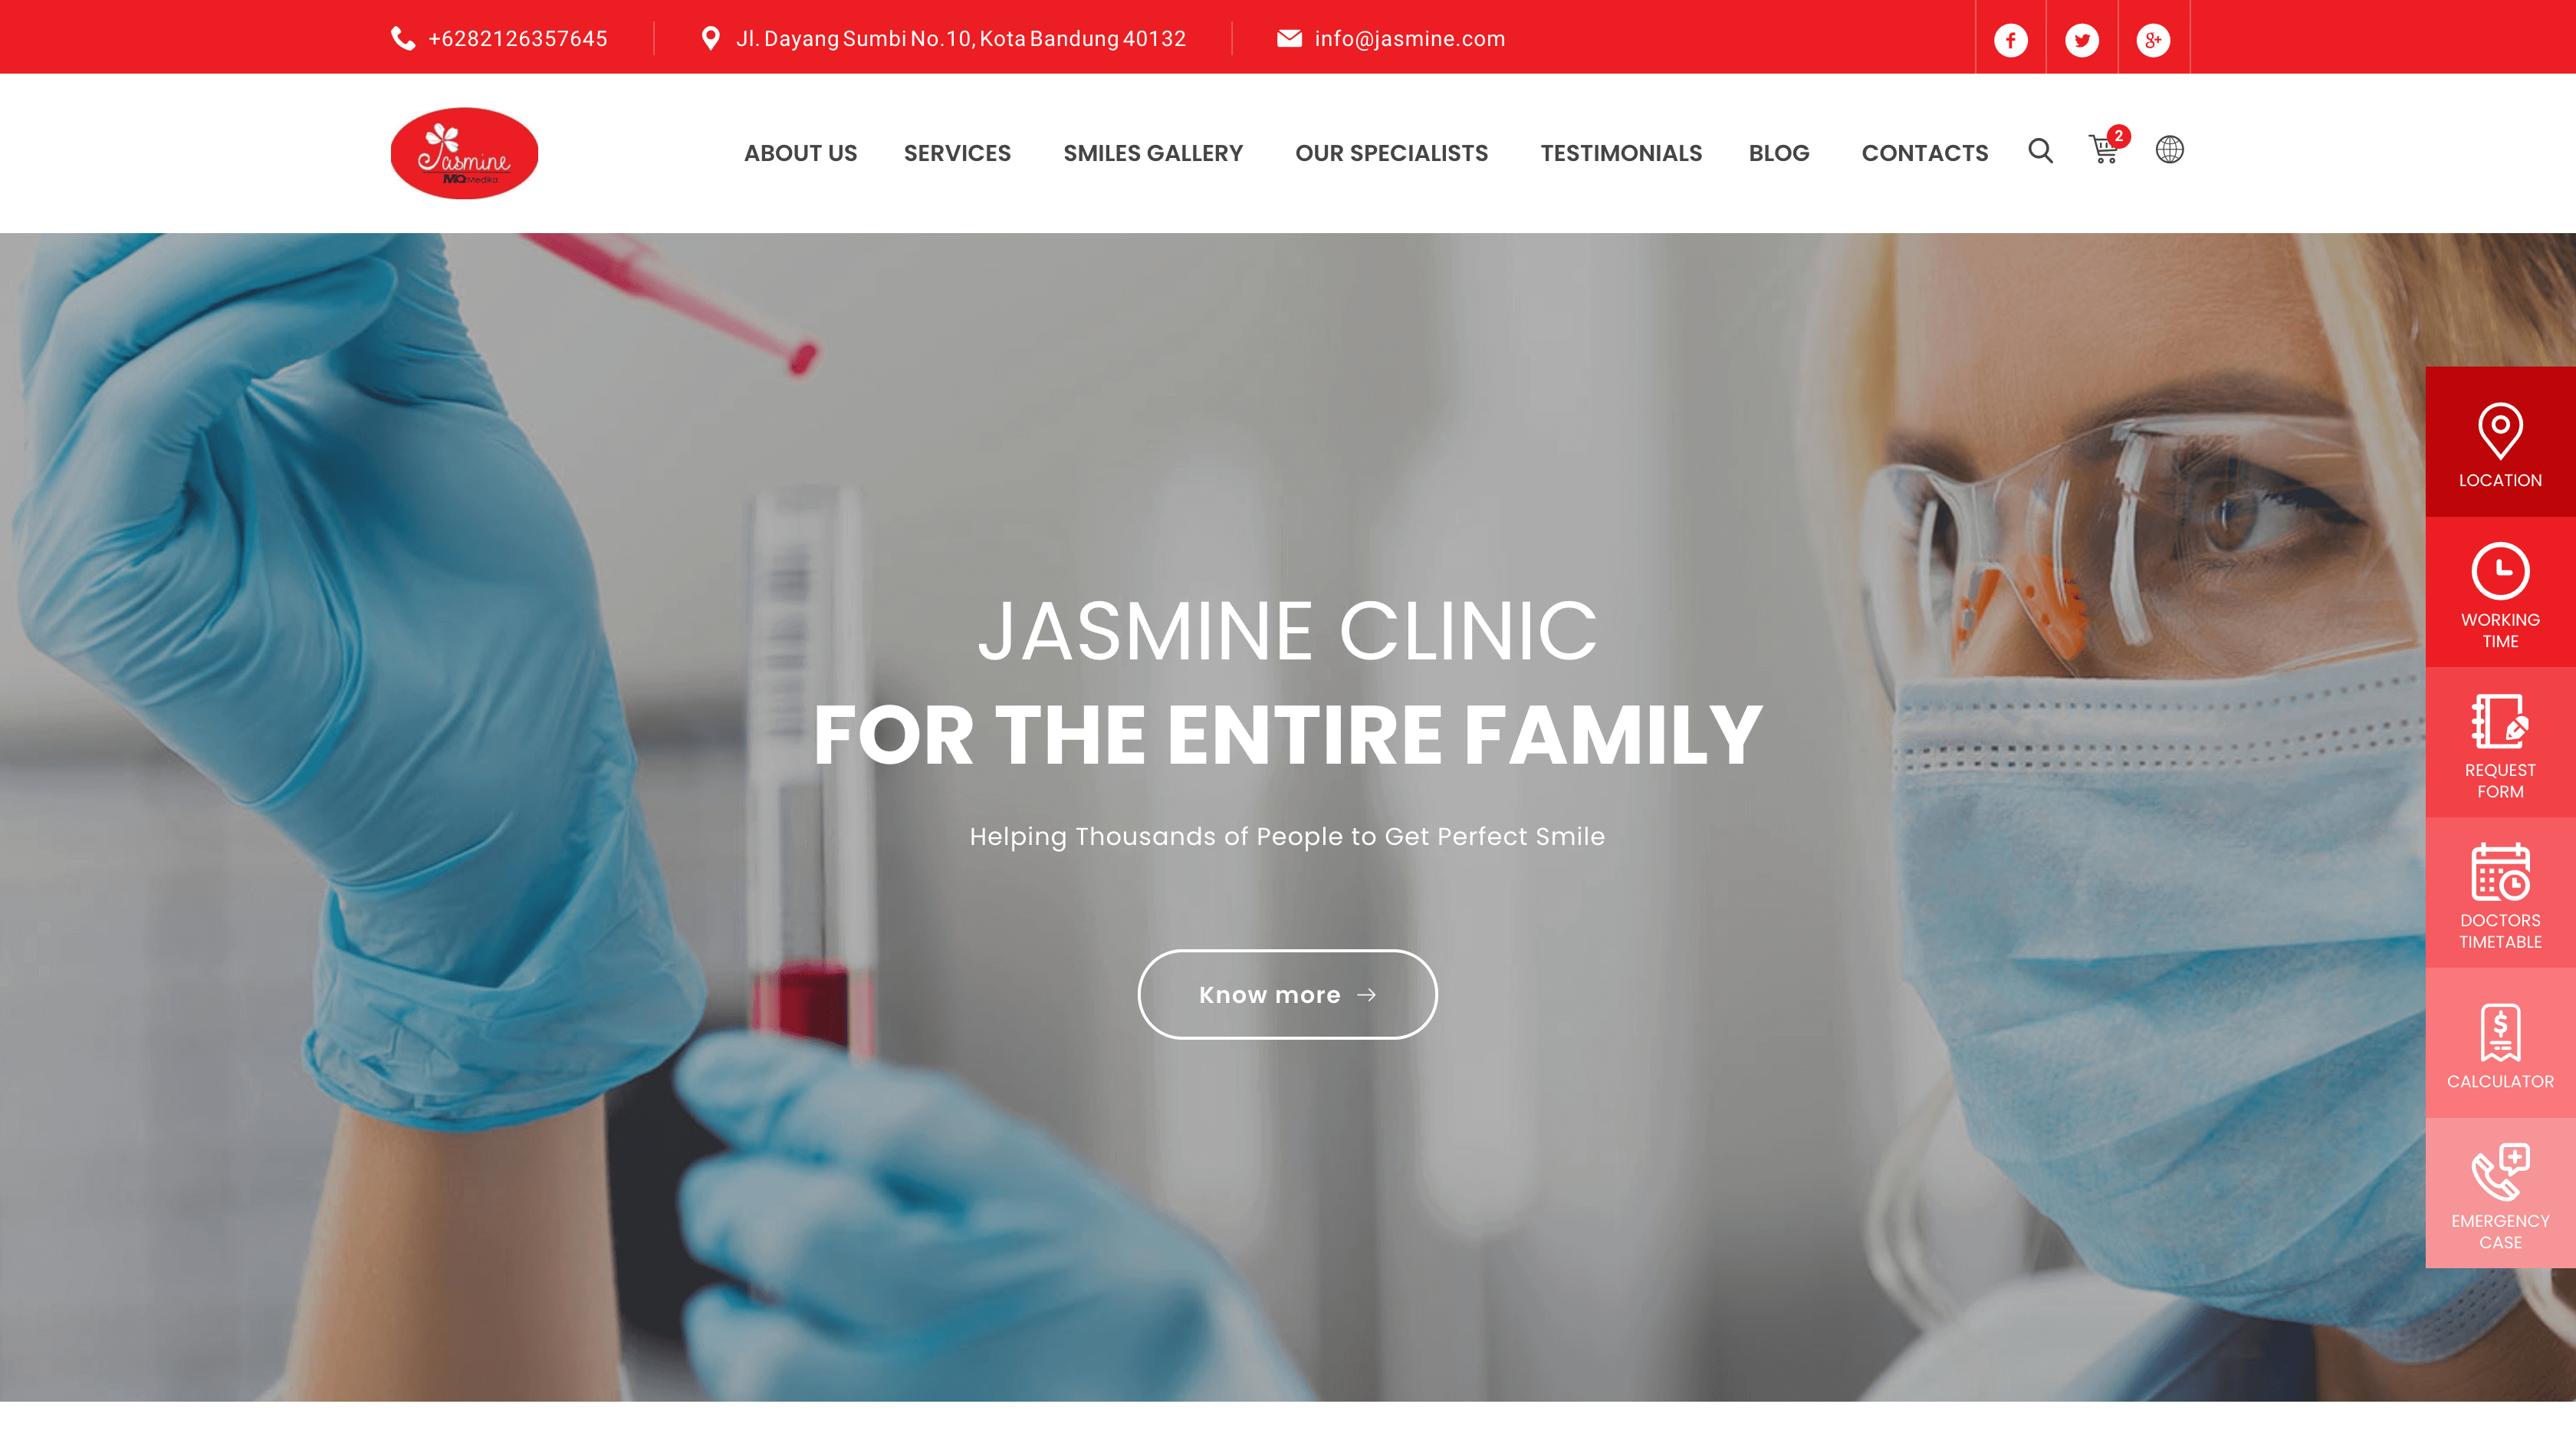 +6282126357645
Jl. Dayang Sumbi No.10, Kota Bandung 40132
info@jasmine.com
Jasmine
MQ Medika
ABOUT US
SERVICES
SMILES GALLERY
OUR SPECIALISTS
TESTIMONIALS
BLOG
CONTACTS
2
JASMINE CLINIC
FOR THE ENTIRE FAMILY
Helping Thousands of People to Get Perfect Smile
Know more
LOCATION
WORKING
TIME
REQUEST
FORM
DOCTORS
TIMETABLE
CALCULATOR
EMERGENCY
CASE